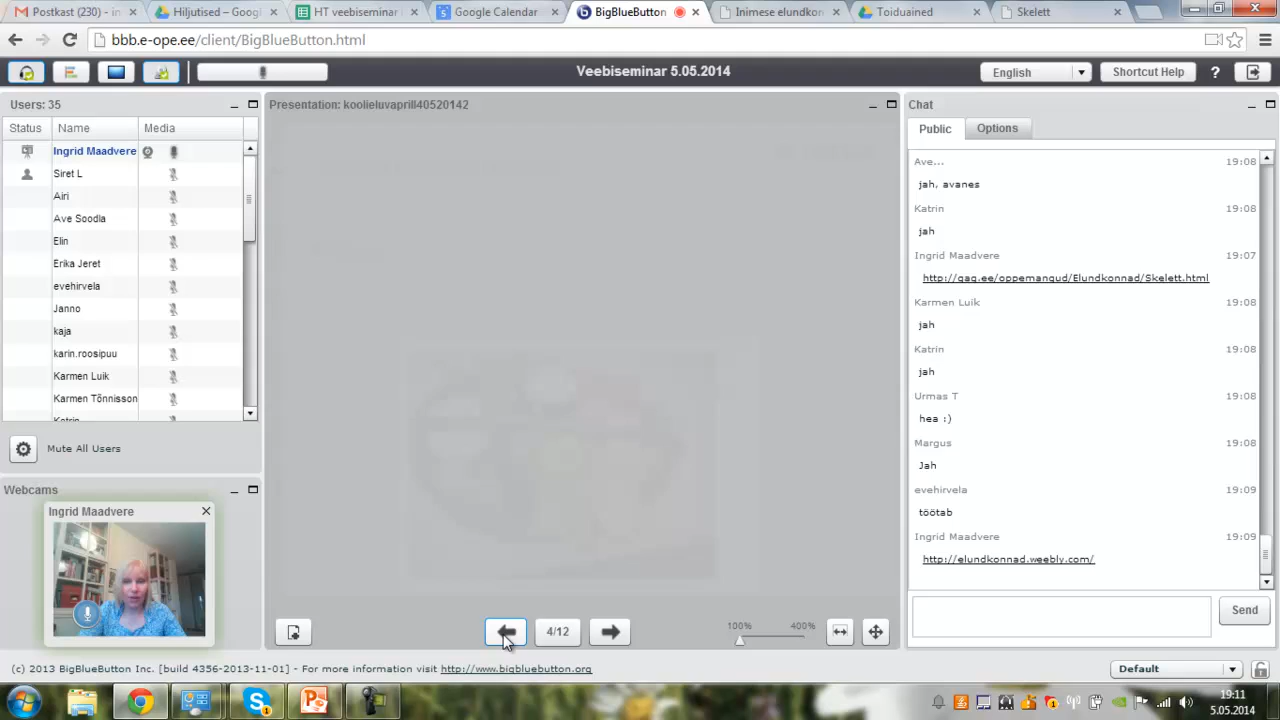 Postkast (230) - in
Hiljutised – Googl
HT veebiseminar
Google Calendar
BigBlueButton
Inimese elundkon
Toiduained
Skelett
bbb.e-ope.ee/client/BigBlueButton.html
Veebiseminar 5.05.2014
English
Shortcut Help
?
Users: 35
Status
Name
Media
Ingrid Maadvere
Siret L
Airi
Ave Soodla
Elin
Erika Jeret
evehirvela
Janno
kaja
karin.roosipuu
Karmen Luik
Karmen Tõnnisson
Katrin
Mute All Users
Webcams
Ingrid Maadvere
Presentation: koolieluvaprill40520142
4/12
100%
400%
Chat
Public
Options
Ave...
19:08
jah, avanes
Katrin
19:08
jah
Ingrid Maadvere
19:07
http://gag.ee/oppemangud/Elundkonnad/Skelett.html
Karmen Luik
19:08
jah
Katrin
19:08
jah
Urmas T
19:08
hea :)
Margus
19:08
Jah
evehirvela
19:09
töötab
Ingrid Maadvere
19:09
http://elundkonnad.weebly.com/
Send
(c) 2013 BigBlueButton Inc. [build 4356-2013-11-01] - For more information visit http://www.bigbluebutton.org
Default
19:11
5.05.2014